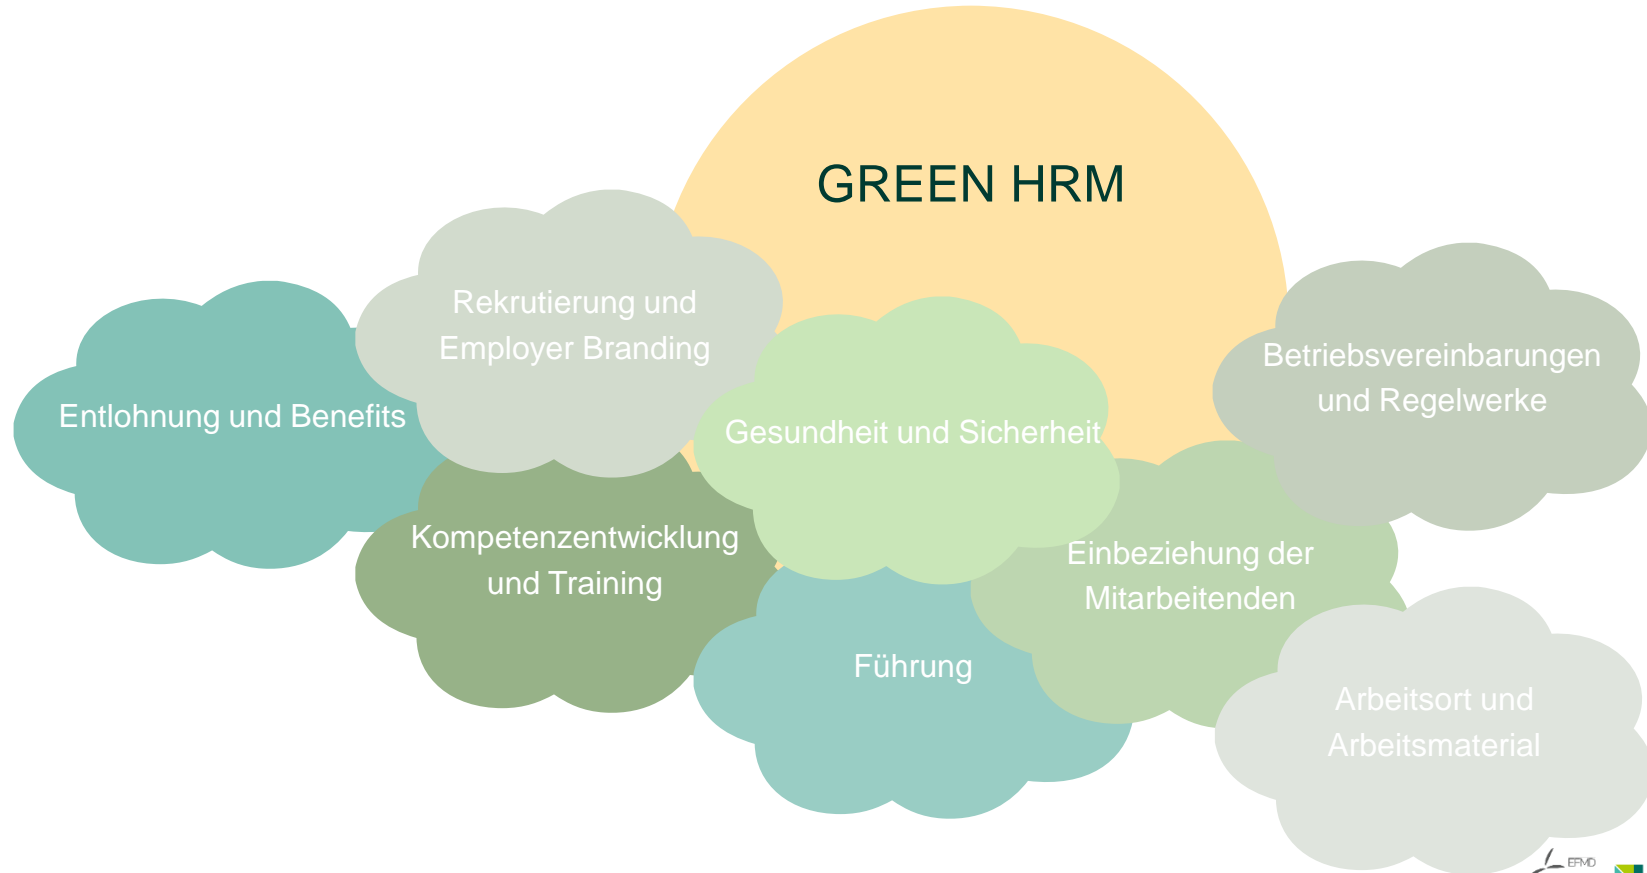 GREEN HRM
Rekrutierung und
Employer Branding
Entlohnung und Benefits
Gesundheit und Sicherheit
Betriebsvereinbarungen
und Regelwerke
Kompetenzentwicklung
und Training
Einbeziehung der
Mitarbeitenden
Führung
Arbeitsort und
Arbeitsmaterial
EFMD